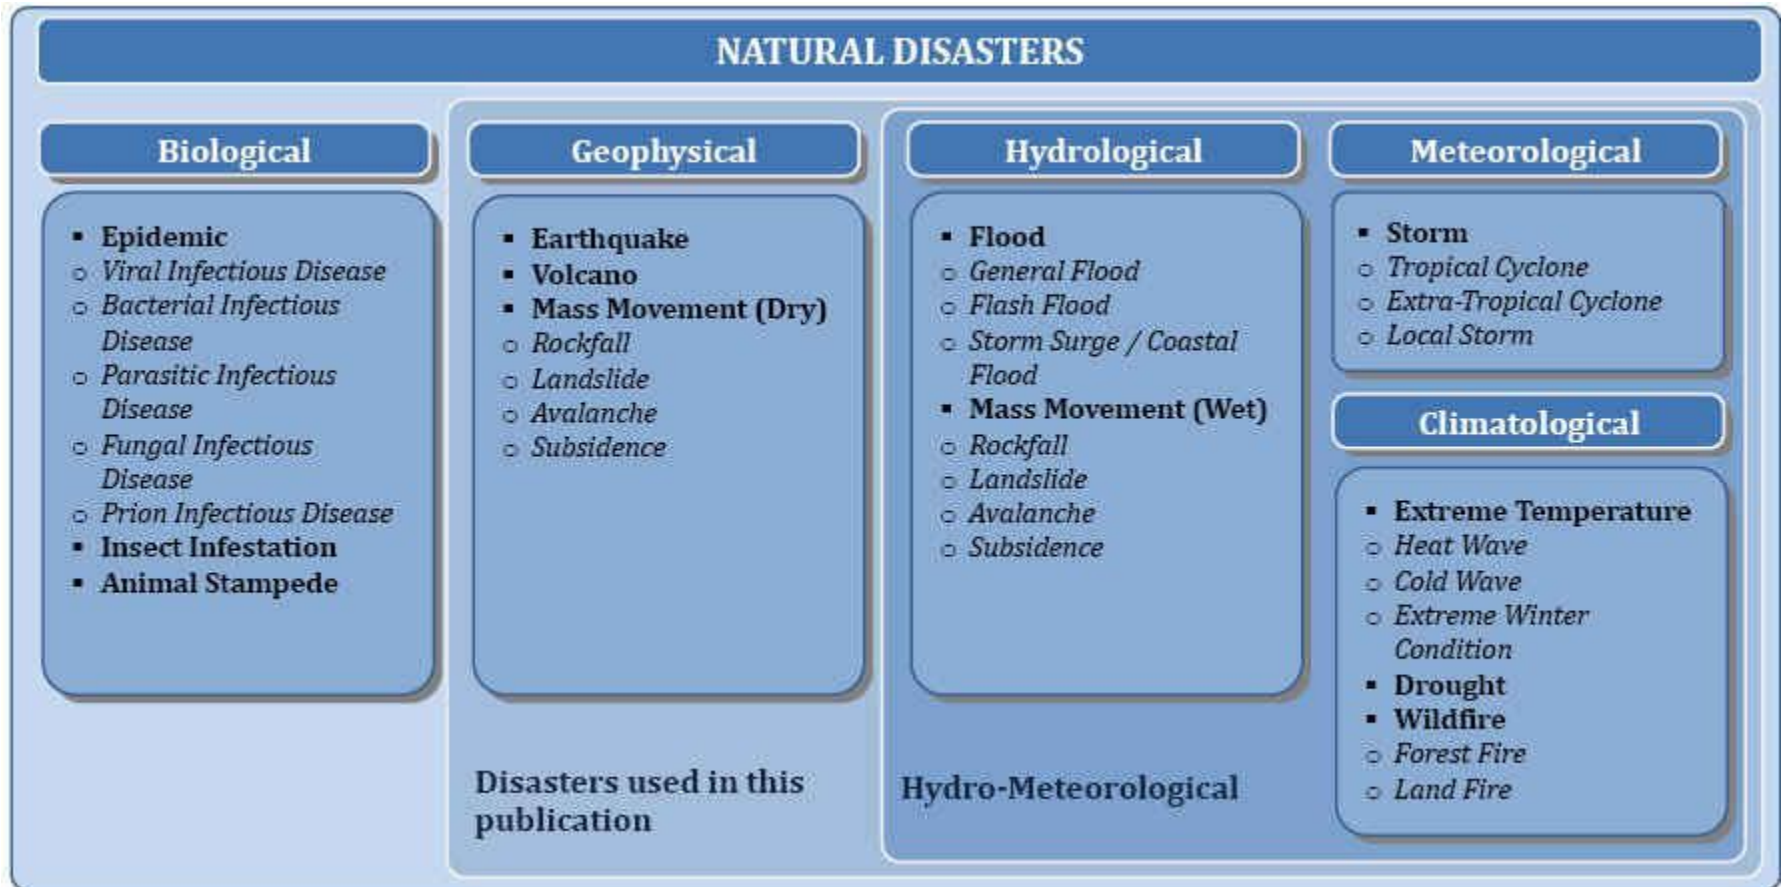 NATURAL DISASTERS
Biological
▪ Epidemic
o Viral Infectious Disease
o Bacterial Infectious
Disease
o Parasitic Infectious
Disease
o Fungal Infectious
Disease
o Prion Infectious Disease
▪ Insect Infestation
▪ Animal Stampede
Geophysical
▪ Earthquake
▪ Volcano
▪ Mass Movement (Dry)
o Rockfall
o Landslide
o Avalanche
o Subsidence
Disasters used in this
publication
Hydrological
▪ Flood
o General Flood
o Flash Flood
o Storm Surge / Coastal
Flood
▪ Mass Movement (Wet)
o Rockfall
o Landslide
o Avalanche
o Subsidence
Hydro-Meteorological
Meteorological
▪ Storm
o Tropical Cyclone
o Extra-Tropical Cyclone
o Local Storm
Climatological
▪ Extreme Temperature
o Heat Wave
o Cold Wave
o Extreme Winter
Condition
▪ Drought
▪ Wildfire
o Forest Fire
o Land Fire